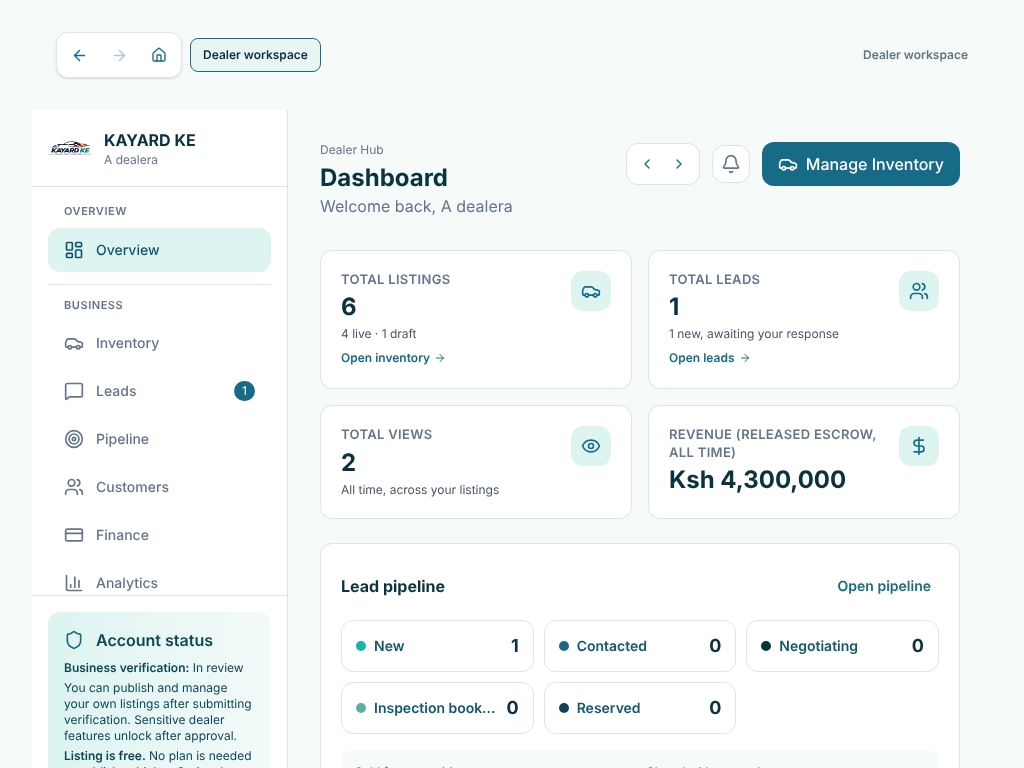 Dealer workspace
Dealer workspace
KAYARD KE
KAYARD KE
A dealera
OVERVIEW
Overview
BUSINESS
Inventory
Leads
1
Pipeline
Customers
Finance
Analytics
Account status
Business verification: In review
You can publish and manage
your own listings after submitting
verification. Sensitive dealer
features unlock after approval.
Listing is free. No plan is needed
Dealer Hub
Dashboard
Welcome back, A dealera
Manage Inventory
TOTAL LISTINGS
6
4 live · 1 draft
Open inventory →
TOTAL LEADS
1
1 new, awaiting your response
Open leads →
TOTAL VIEWS
2
All time, across your listings
REVENUE (RELEASED ESCROW,
ALL TIME)
Ksh 4,300,000
Lead pipeline
Open pipeline
New 1
Contacted 0
Negotiating 0
Inspection book... 0
Reserved 0